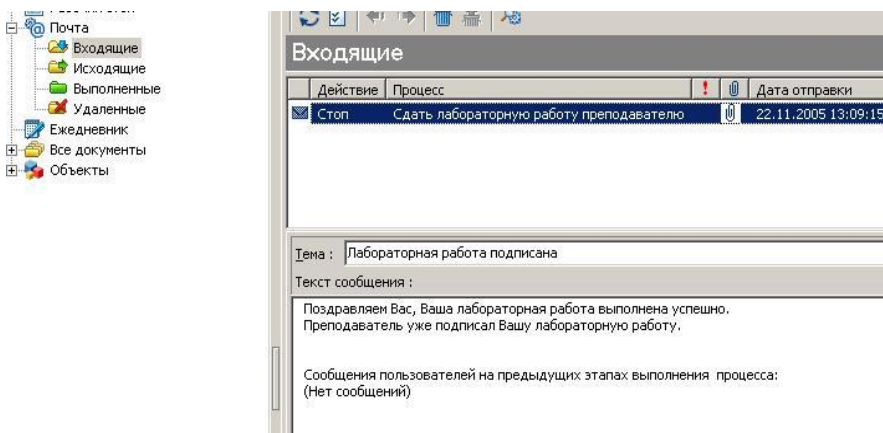 Почта
Входящие
Исходящие
Выполненные
Удаленные
Ежедневник
Все документы
Объекты
Входящие
Действие Процесс ! Дата отправки
Стоп Сдать лабораторную работу преподавателю 22.11.2005 13:09:15
Тема : Лабораторная работа подписана
Текст сообщения :
Поздравляем Вас, Ваша лабораторная работа выполнена успешно.
Преподаватель уже подписал Вашу лабораторную работу.
Сообщения пользователей на предыдущих этапах выполнения процесса:
(Нет сообщений)